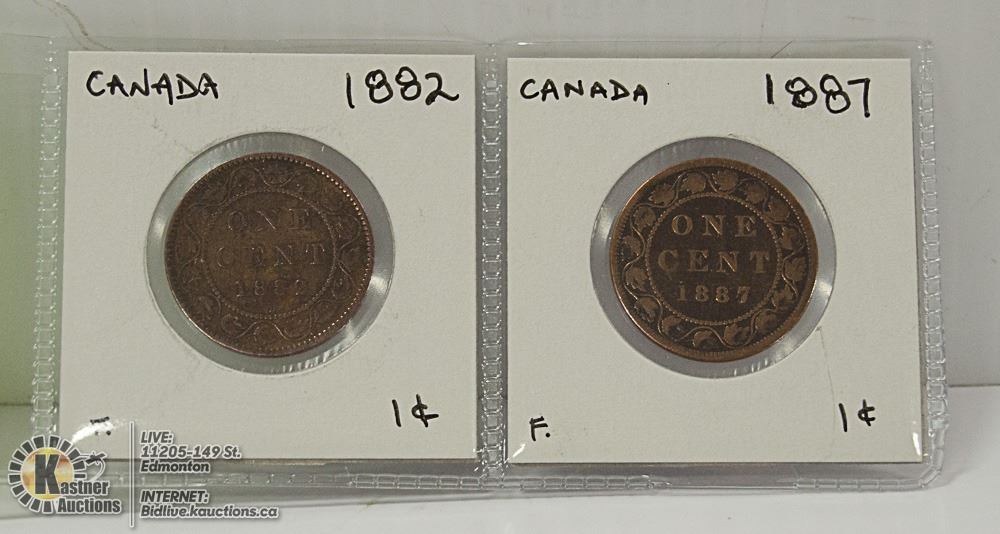 CANADA 1882
ONE
CENT
1882
F. 1¢
CANADA 1887
ONE
CENT
1887
F. 1¢
Kastner
Auctions
LIVE:
11205-149 St.
Edmonton
INTERNET:
Bidlive.kauctions.ca